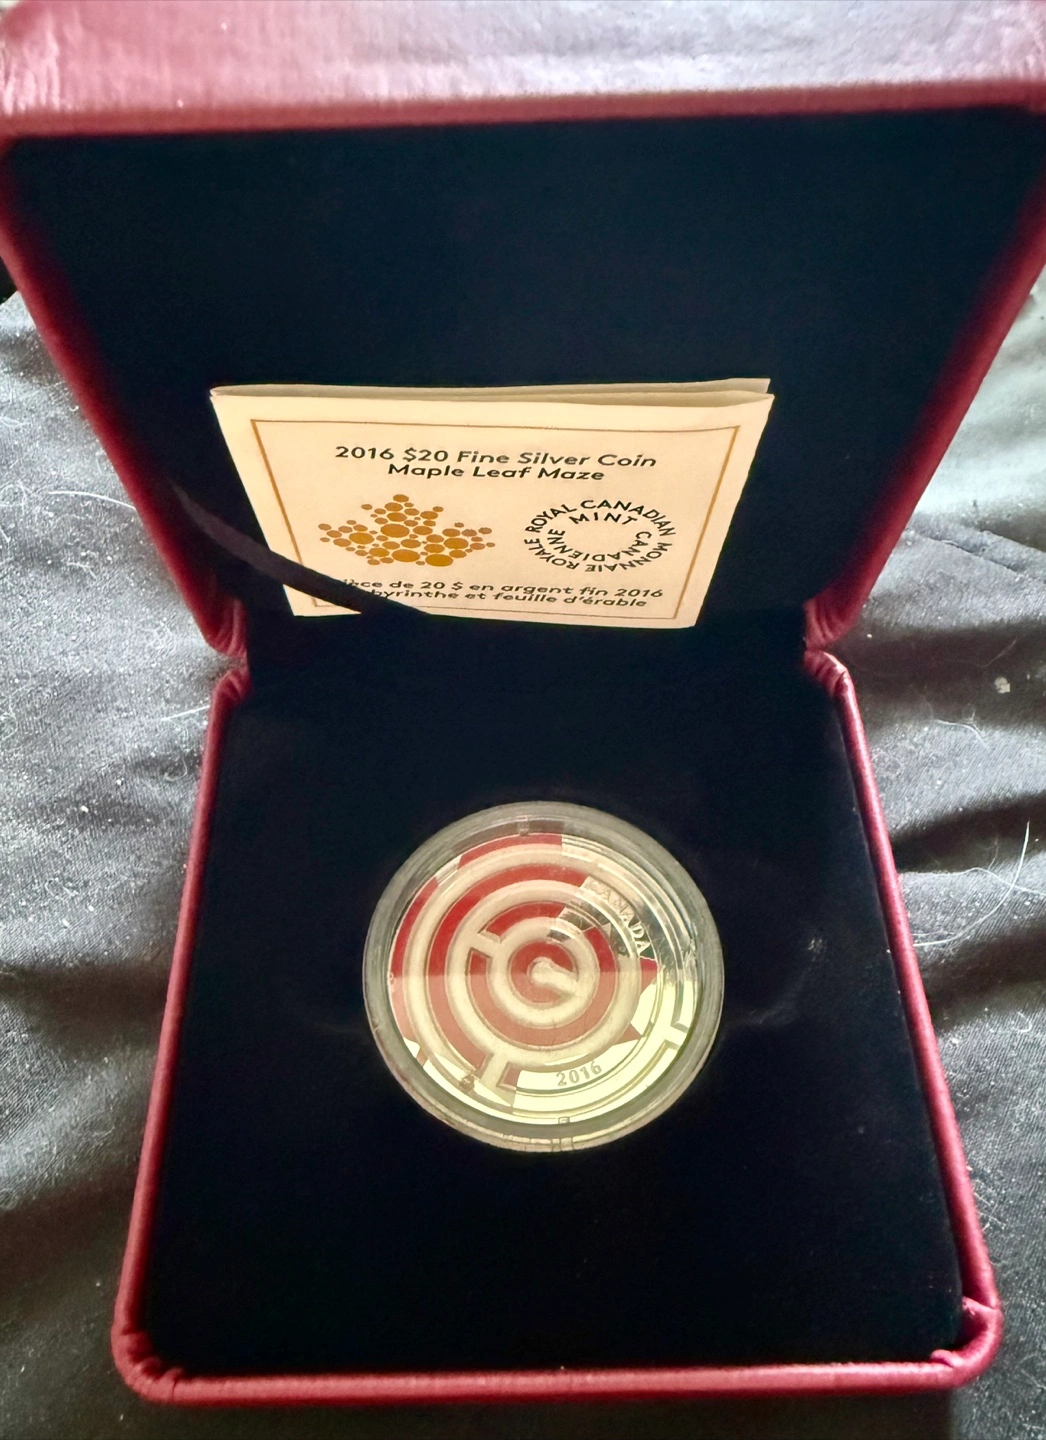 2016 $20 Fine Silver Coin
Maple Leaf Maze
ROYAL CANADIAN MINT
MONNAIE ROYALE CANADIENNE
de 20 $ en argent fin 2016
et feuille d'érable
CANADA
2016